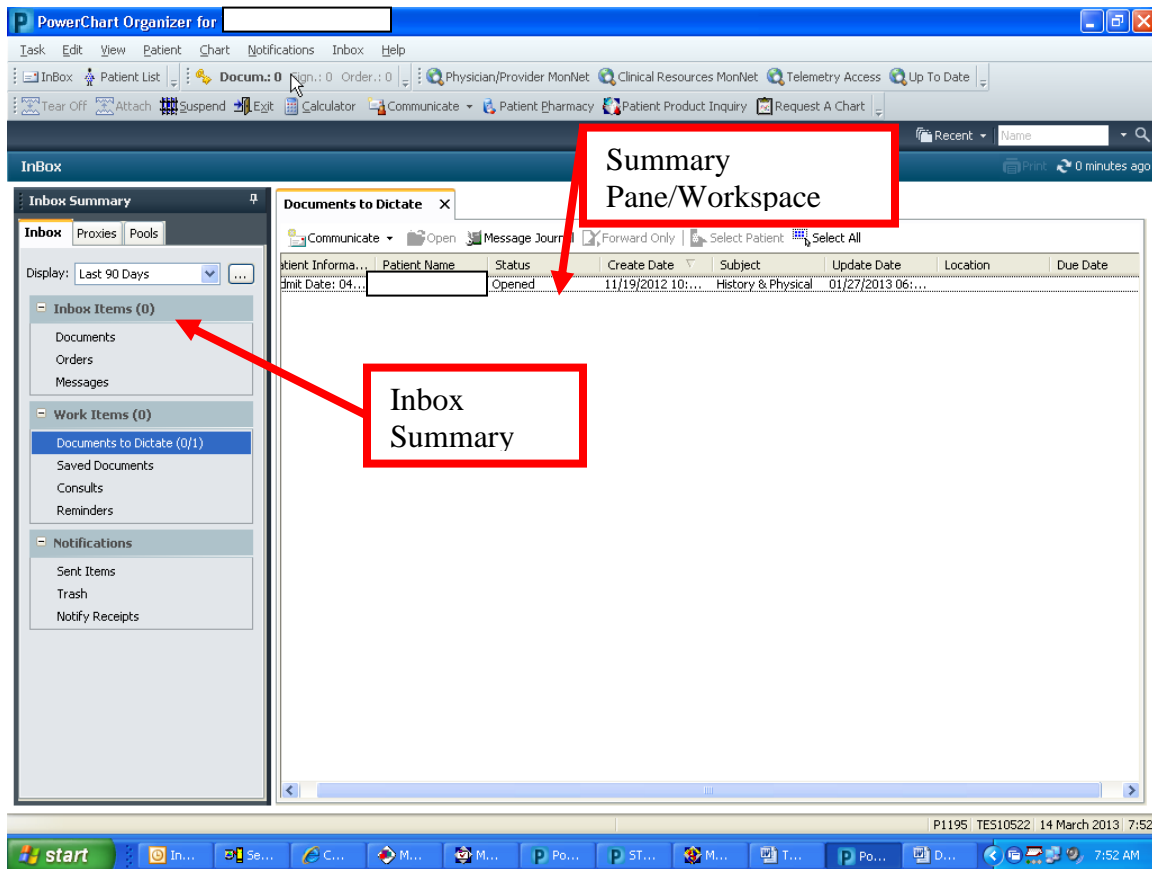 PowerChart Organizer for
Task Edit View Patient Chart Notifications Inbox Help
InBox Patient List Docum.: 0 Sign.: 0 Order.: 0 Physician/Provider MonNet Clinical Resources MonNet Telemetry Access Up To Date
Tear Off Attach Suspend Exit Calculator Communicate Patient Pharmacy Patient Product Inquiry Request A Chart
Recent Name
InBox Print 0 minutes ago
Summary
Pane/Workspace
Inbox Summary
Documents to Dictate
Inbox Proxies Pools
Communicate Open Message Journal Forward Only Select Patient Select All
Display: Last 90 Days ...
atient Informa... Patient Name Status Create Date Subject Update Date Location Due Date
dmit Date: 04... Opened 11/19/2012 10:... History & Physical 01/27/2013 06:...
Inbox Items (0)
Documents
Orders
Messages
Inbox
Summary
Work Items (0)
Documents to Dictate (0/1)
Saved Documents
Consults
Reminders
Notifications
Sent Items
Trash
Notify Receipts
P1195 TES10522 14 March 2013 7:52
start In... Se... C... M... M... Po... ST... M... T... Po... D... 7:52 AM